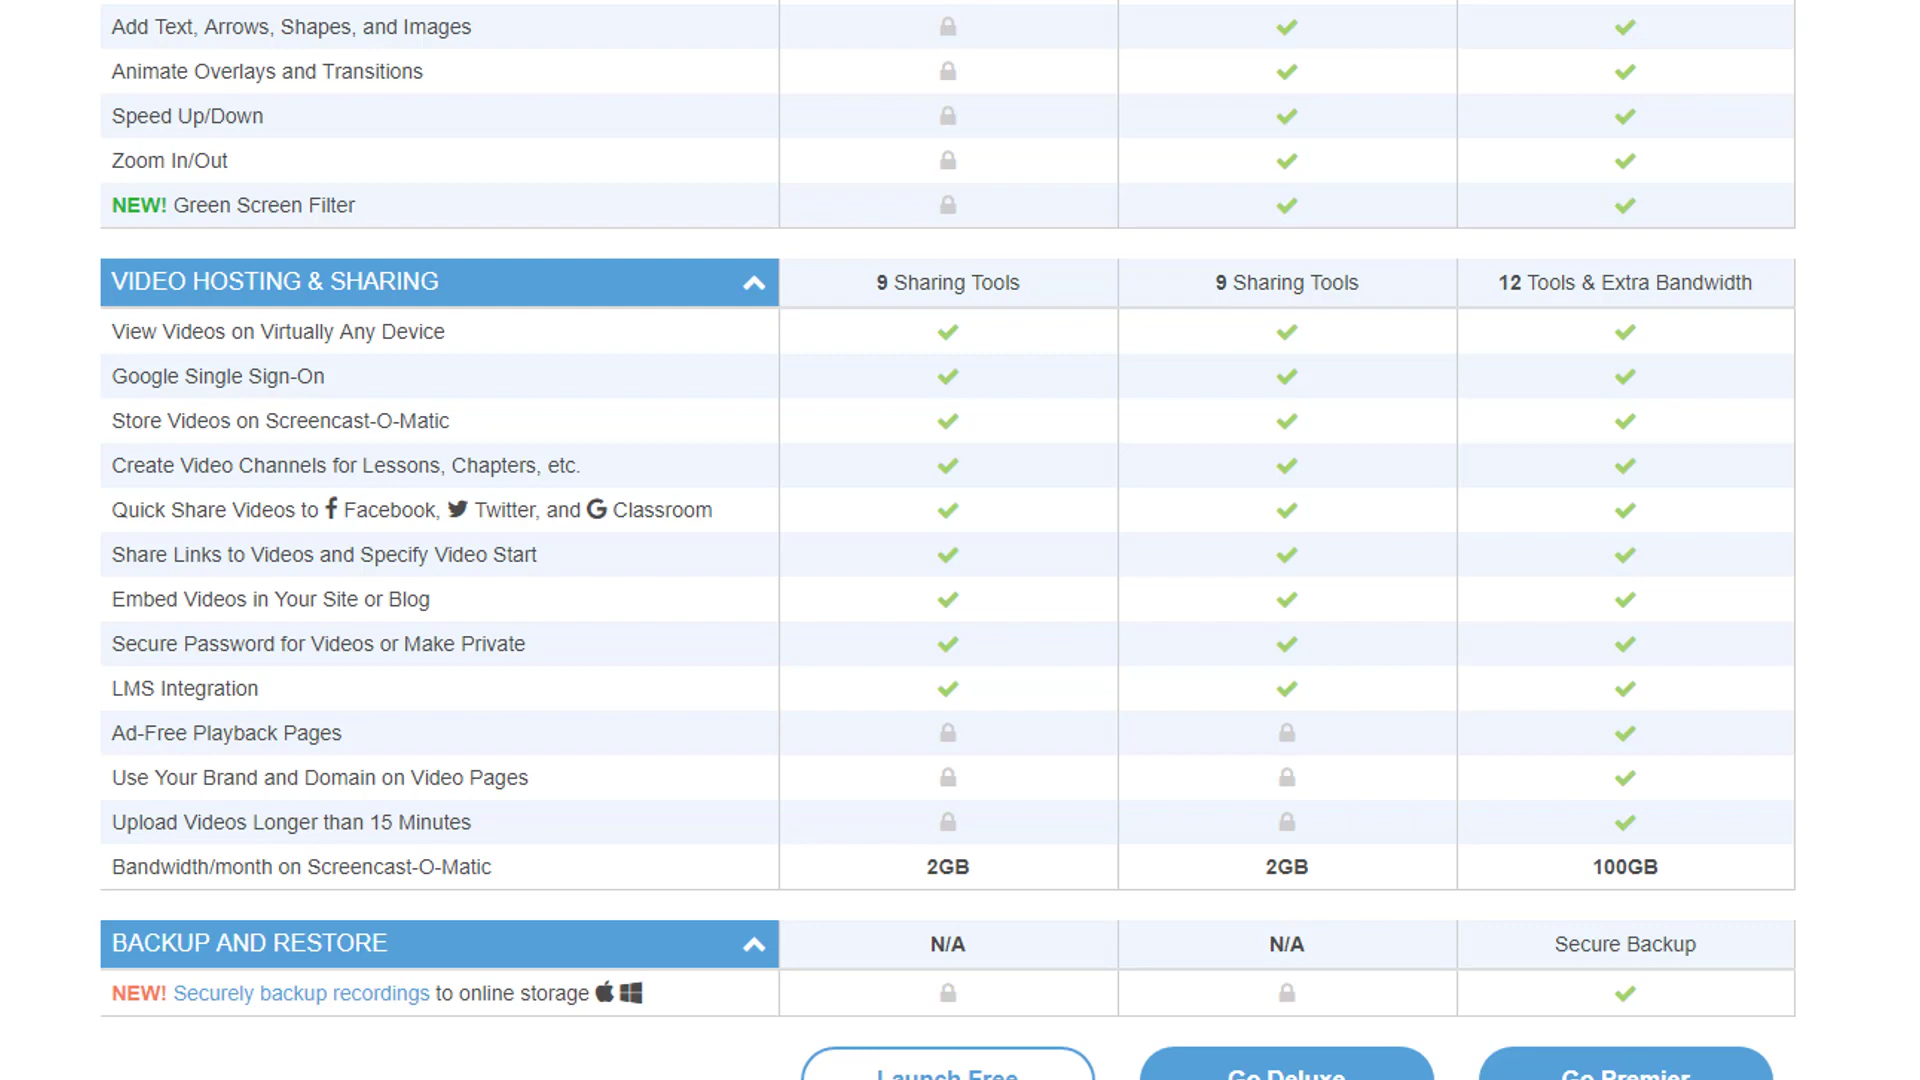 Add Text, Arrows, Shapes, and Images
Animate Overlays and Transitions
Speed Up/Down
Zoom In/Out
NEW! Green Screen Filter
VIDEO HOSTING & SHARING 9 Sharing Tools 9 Sharing Tools 12 Tools & Extra Bandwidth
View Videos on Virtually Any Device
Google Single Sign-On
Store Videos on Screencast-O-Matic
Create Video Channels for Lessons, Chapters, etc.
Quick Share Videos to Facebook, Twitter, and Classroom
Share Links to Videos and Specify Video Start
Embed Videos in Your Site or Blog
Secure Password for Videos or Make Private
LMS Integration
Ad-Free Playback Pages
Use Your Brand and Domain on Video Pages
Upload Videos Longer than 15 Minutes
Bandwidth/month on Screencast-O-Matic 2GB 2GB 100GB
BACKUP AND RESTORE N/A N/A Secure Backup
NEW! Securely backup recordings to online storage
Launch Free Go Deluxe Go Premier